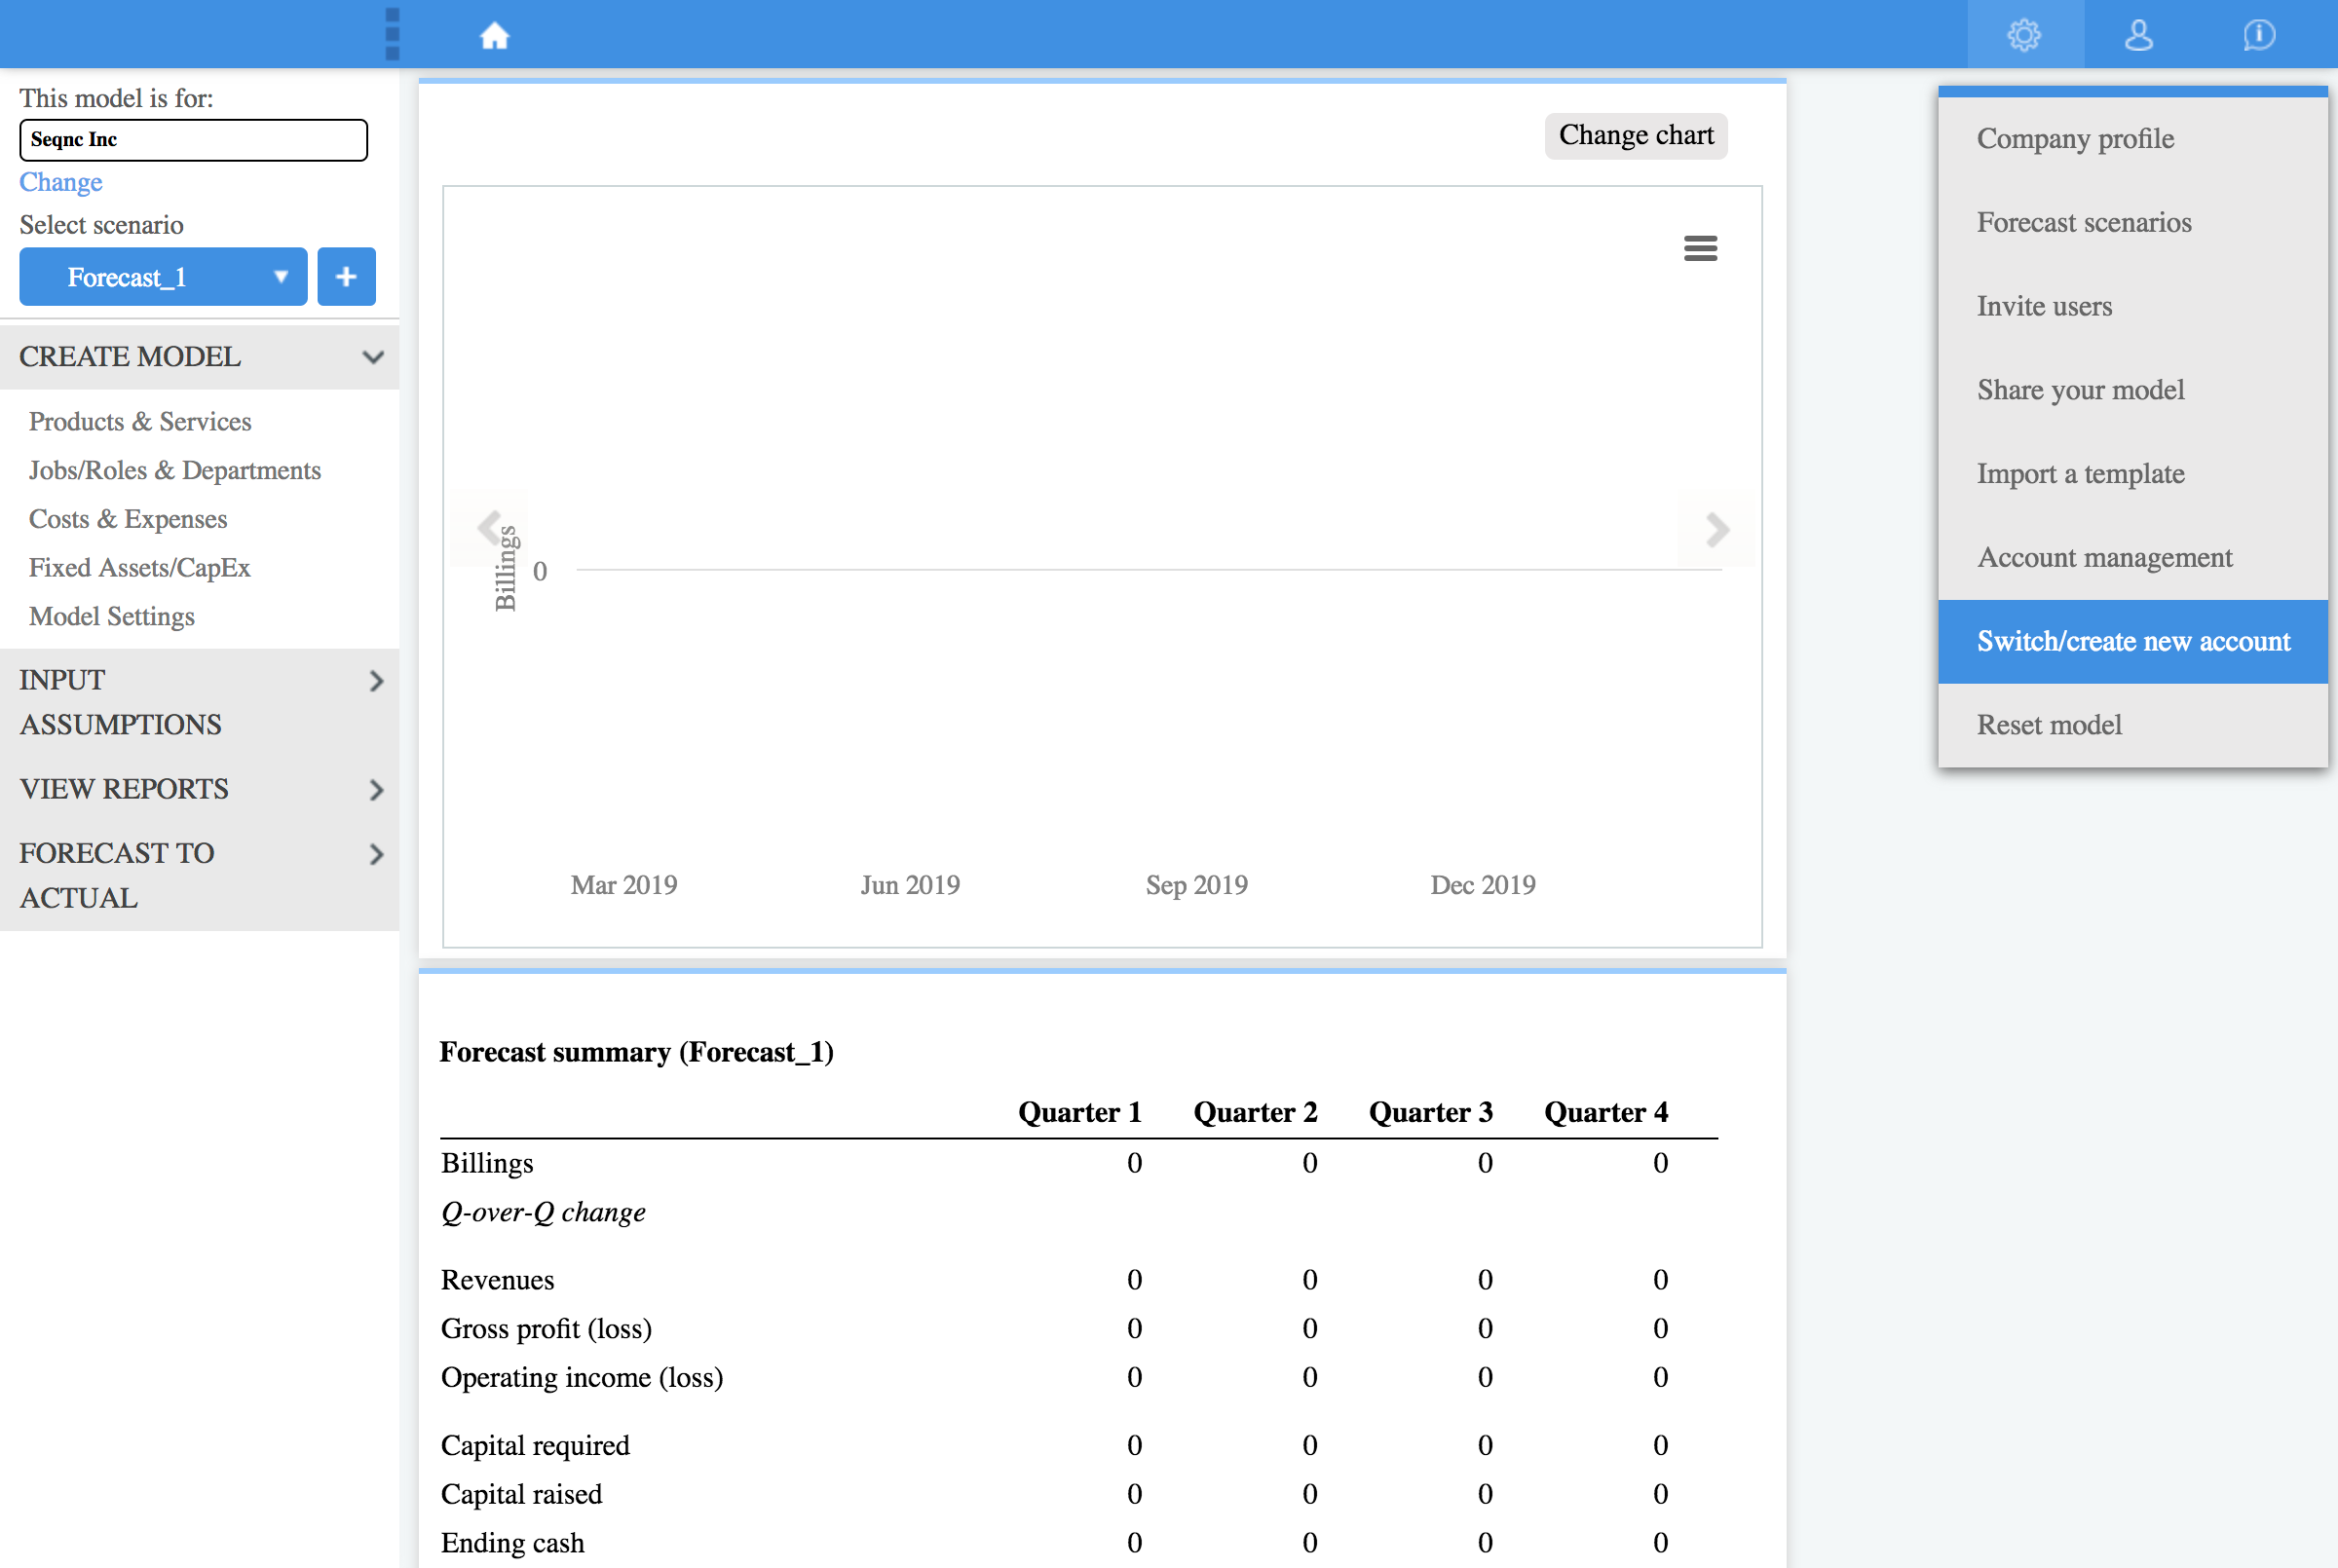 This model is for:
Seqnc Inc
Change
Select scenario
Forecast_1
+
CREATE MODEL
Products & Services
Jobs/Roles & Departments
Costs & Expenses
Fixed Assets/CapEx
Model Settings
INPUT
ASSUMPTIONS
VIEW REPORTS
FORECAST TO
ACTUAL
Change chart
Billings
0
Mar 2019 Jun 2019 Sep 2019 Dec 2019
Forecast summary (Forecast_1)
Quarter 1 Quarter 2 Quarter 3 Quarter 4
Billings 0 0 0 0
Q-over-Q change
Revenues 0 0 0 0
Gross profit (loss) 0 0 0 0
Operating income (loss) 0 0 0 0
Capital required 0 0 0 0
Capital raised 0 0 0 0
Ending cash 0 0 0 0
Company profile
Forecast scenarios
Invite users
Share your model
Import a template
Account management
Switch/create new account
Reset model